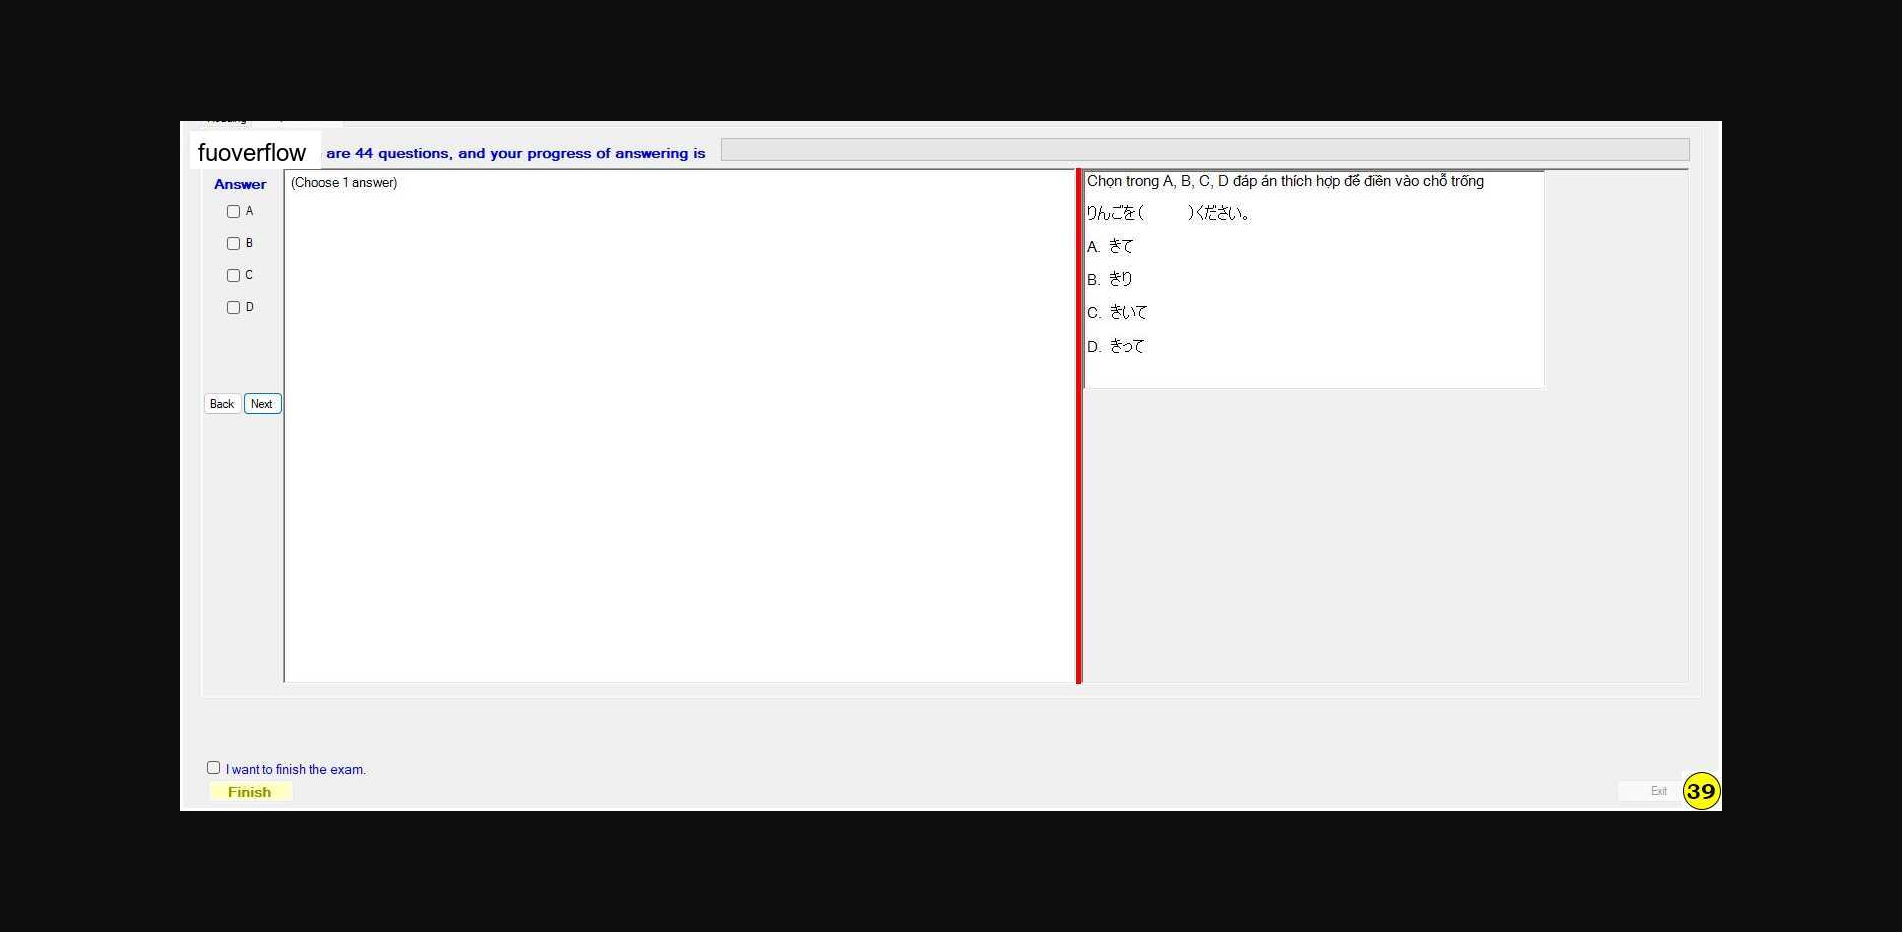 fuoverflow are 44 questions, and your progress of answering is
Answer
A
B
C
D
Back Next
(Choose 1 answer)
Chọn trong A, B, C, D đáp án thích hợp để điền vào chỗ trống
りんごを(　　　)ください。
A. きて
B. きり
C. きいて
D. きって
I want to finish the exam.
Finish
Exit
39